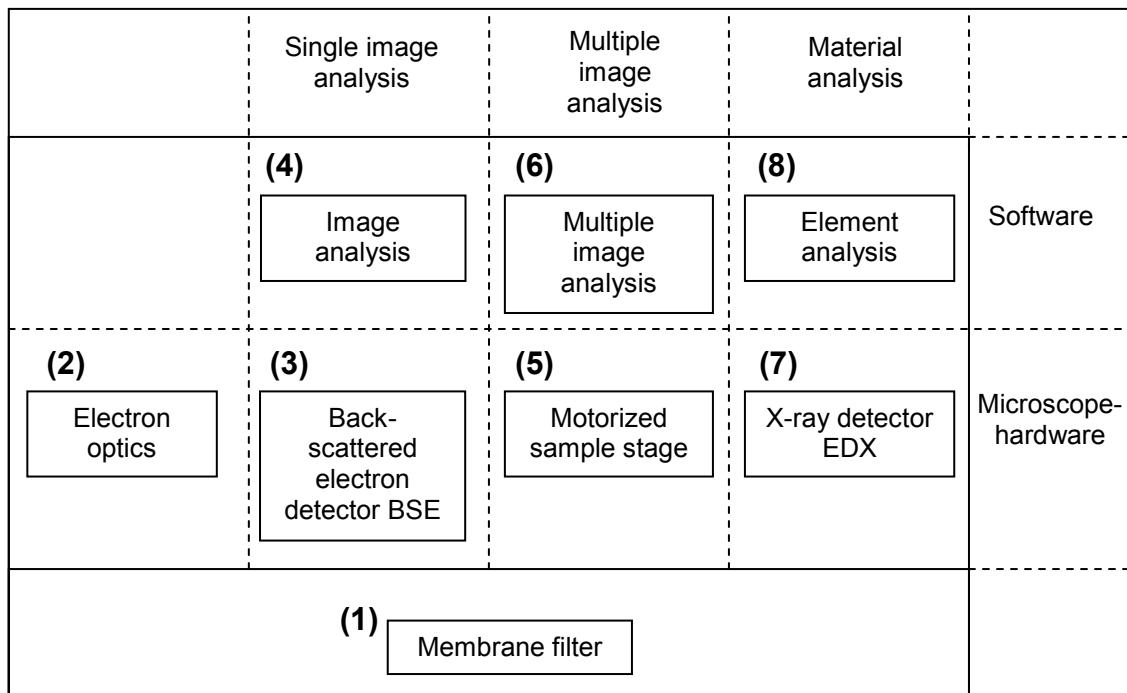 Single image
analysis
Multiple
image
analysis
Material
analysis
(4)
Image
analysis
(6)
Multiple
image
analysis
(8)
Element
analysis
Software
(2)
Electron
optics
(3)
Back-
scattered
electron
detector BSE
(5)
Motorized
sample stage
(7)
X-ray detector
EDX
Microscope-
hardware
(1)
Membrane filter